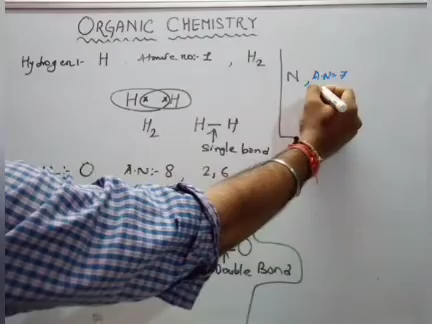 ORGANIC CHEMISTRY
Hydrogen:- H Atomic no:- 1 , H2
H H
H2 H — H
single bond
:- O A.N:- 8 , 2, 6
O
Double Bond
N , A.N:- 7